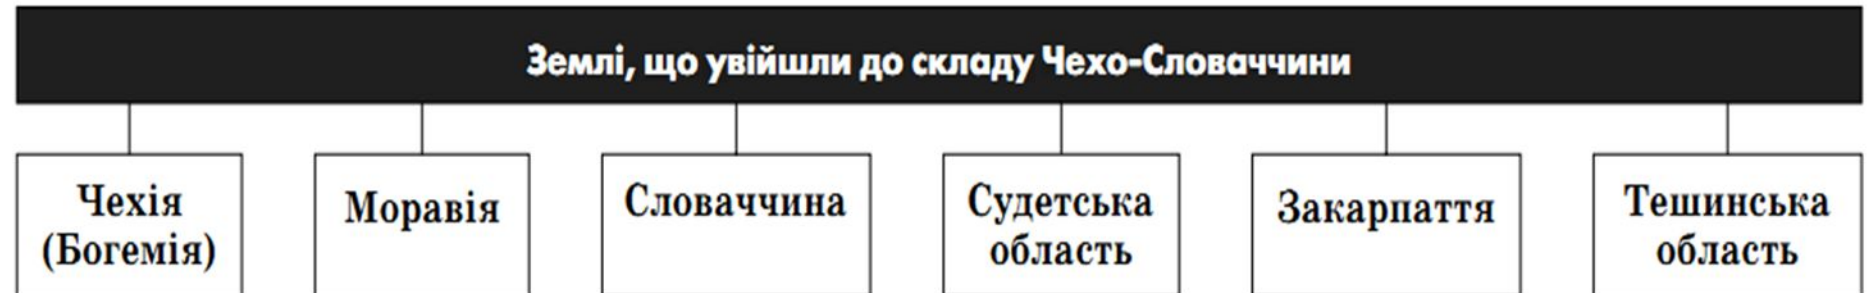 Землі, що увійшли до складу Чехо-Словаччини
Чехія
(Богемія)
Моравія
Словаччина
Судетська
область
Закарпаття
Тешинська
область